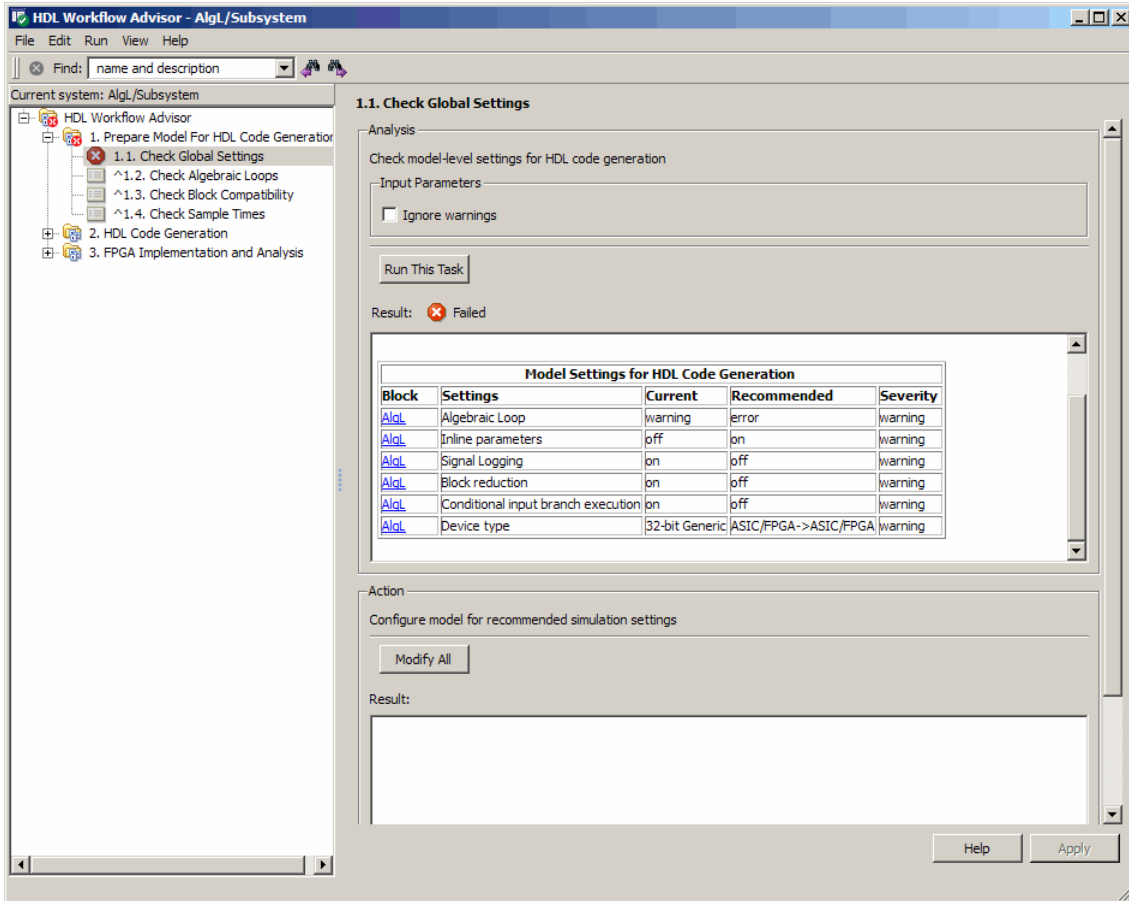 HDL Workflow Advisor - AlgL/Subsystem
File Edit Run View Help
Find: name and description
Current system: AlgL/Subsystem
HDL Workflow Advisor
1. Prepare Model For HDL Code Generation
1.1. Check Global Settings
^1.2. Check Algebraic Loops
^1.3. Check Block Compatibility
^1.4. Check Sample Times
2. HDL Code Generation
3. FPGA Implementation and Analysis
1.1. Check Global Settings
Analysis
Check model-level settings for HDL code generation
Input Parameters
Ignore warnings
Run This Task
Result: Failed
Model Settings for HDL Code Generation
Block Settings Current Recommended Severity
AlgL Algebraic Loop warning error warning
AlgL Inline parameters off on warning
AlgL Signal Logging on off warning
AlgL Block reduction on off warning
AlgL Conditional input branch execution on off warning
AlgL Device type 32-bit Generic ASIC/FPGA->ASIC/FPGA warning
Action
Configure model for recommended simulation settings
Modify All
Result:
Help Apply